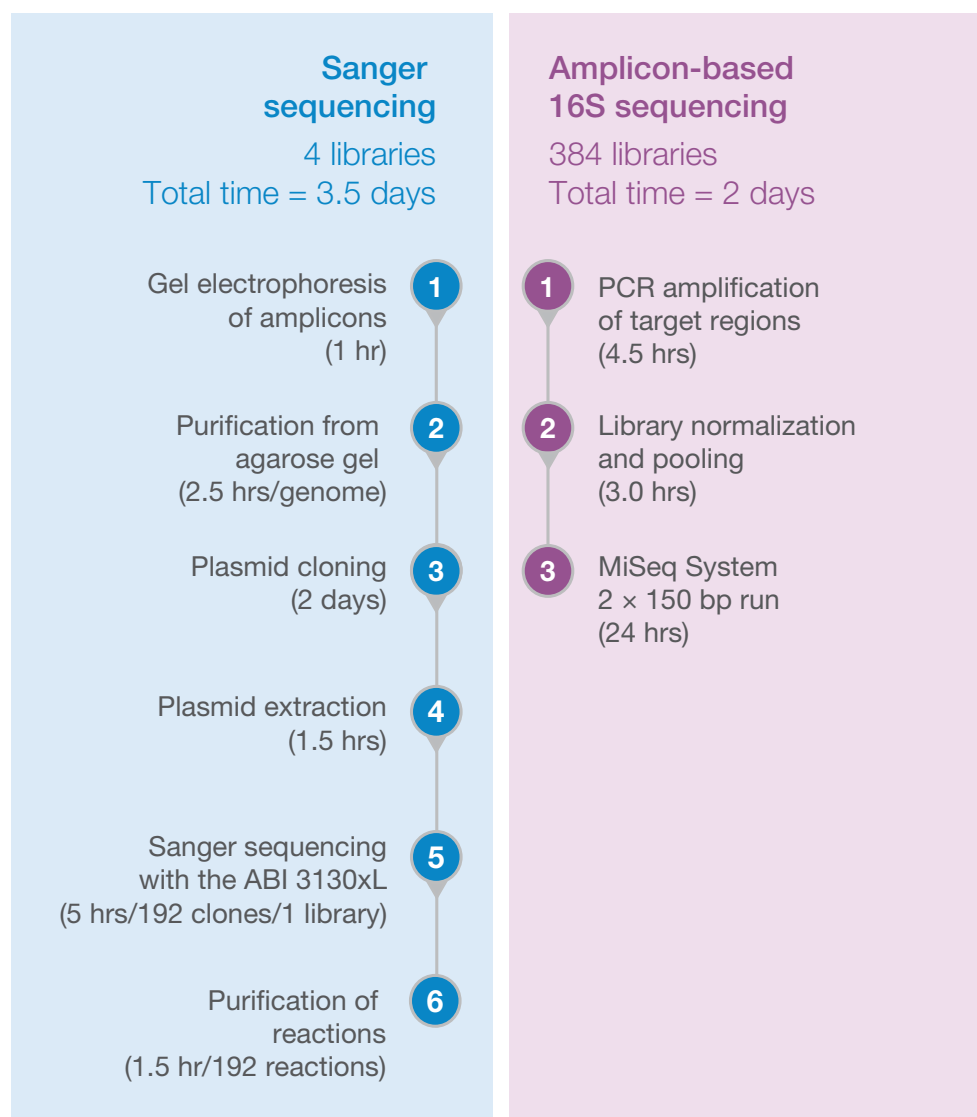 Sanger
sequencing
4 libraries
Total time = 3.5 days
1
Gel electrophoresis
of amplicons
(1 hr)
2
Purification from
agarose gel
(2.5 hrs/genome)
3
Plasmid cloning
(2 days)
4
Plasmid extraction
(1.5 hrs)
5
Sanger sequencing
with the ABI 3130xL
(5 hrs/192 clones/1 library)
6
Purification of
reactions
(1.5 hr/192 reactions)
Amplicon-based
16S sequencing
384 libraries
Total time = 2 days
1
PCR amplification
of target regions
(4.5 hrs)
2
Library normalization
and pooling
(3.0 hrs)
3
MiSeq System
2 × 150 bp run
(24 hrs)